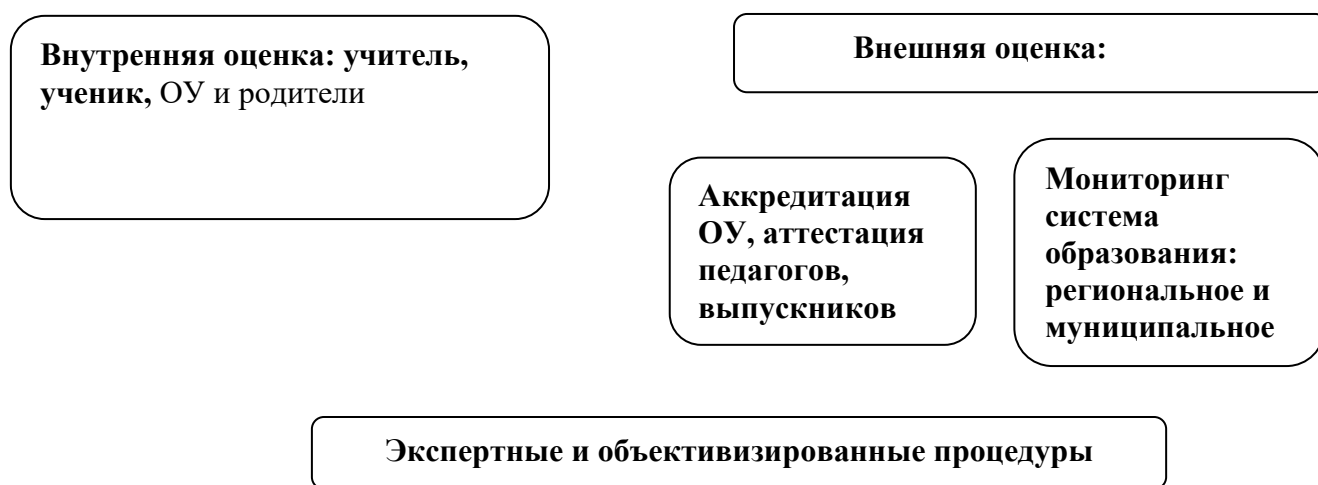 Внутренняя оценка: учитель,
ученик, ОУ и родители
Внешняя оценка:
Аккредитация
ОУ, аттестация
педагогов,
выпускников
Мониторинг
система
образования:
региональное и
муниципальное
Экспертные и объективизированные процедуры